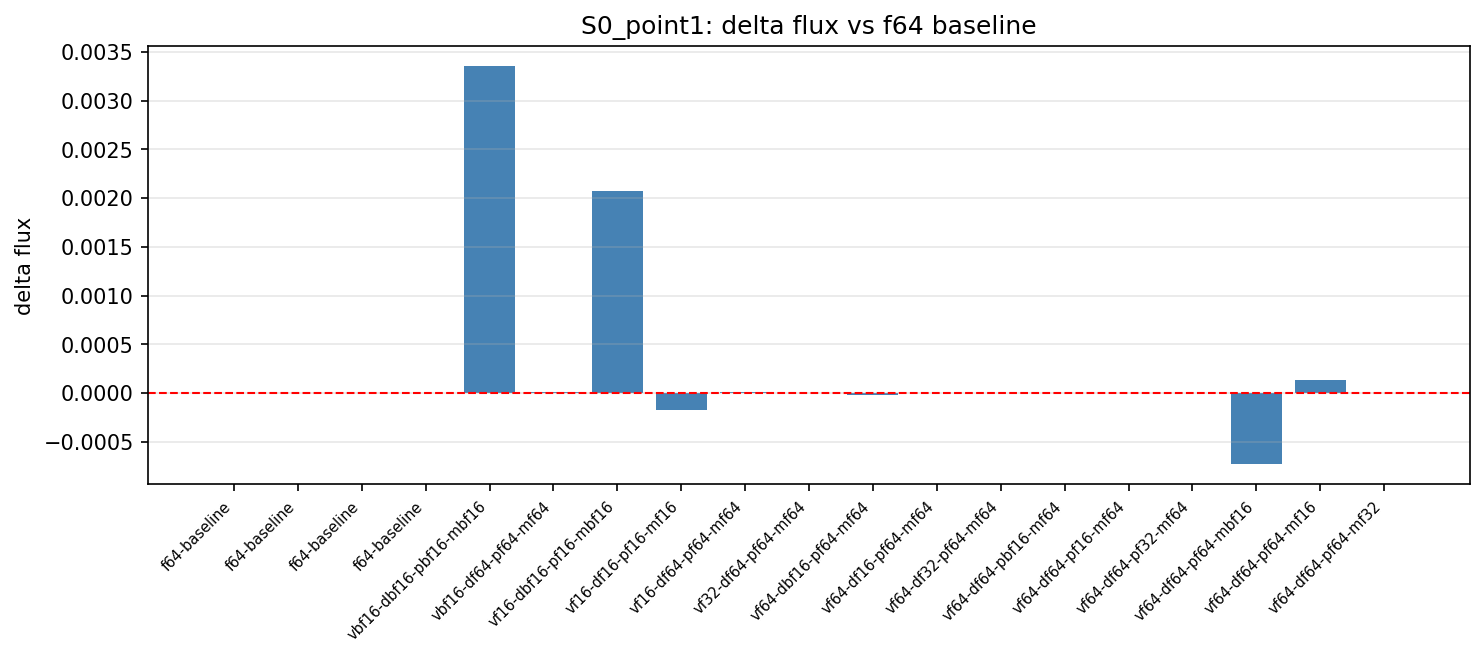 S0_point1: delta flux vs f64 baseline
delta flux
0.0035
0.0030
0.0025
0.0020
0.0015
0.0010
0.0005
0.0000
−0.0005
f64-baseline
f64-baseline
f64-baseline
f64-baseline
vbf16-dbf16-pbf16-mbf16
vbf16-df64-pf64-mf64
vf16-dbf16-pf16-mbf16
vf16-df16-pf16-mf16
vf16-df64-pf64-mf64
vf32-df64-pf64-mf64
vf64-dbf16-pf64-mf64
vf64-df16-pf64-mf64
vf64-df32-pf64-mf64
vf64-df64-pbf16-mf64
vf64-df64-pf16-mf64
vf64-df64-pf32-mf64
vf64-df64-pf64-mbf16
vf64-df64-pf64-mf16
vf64-df64-pf64-mf32